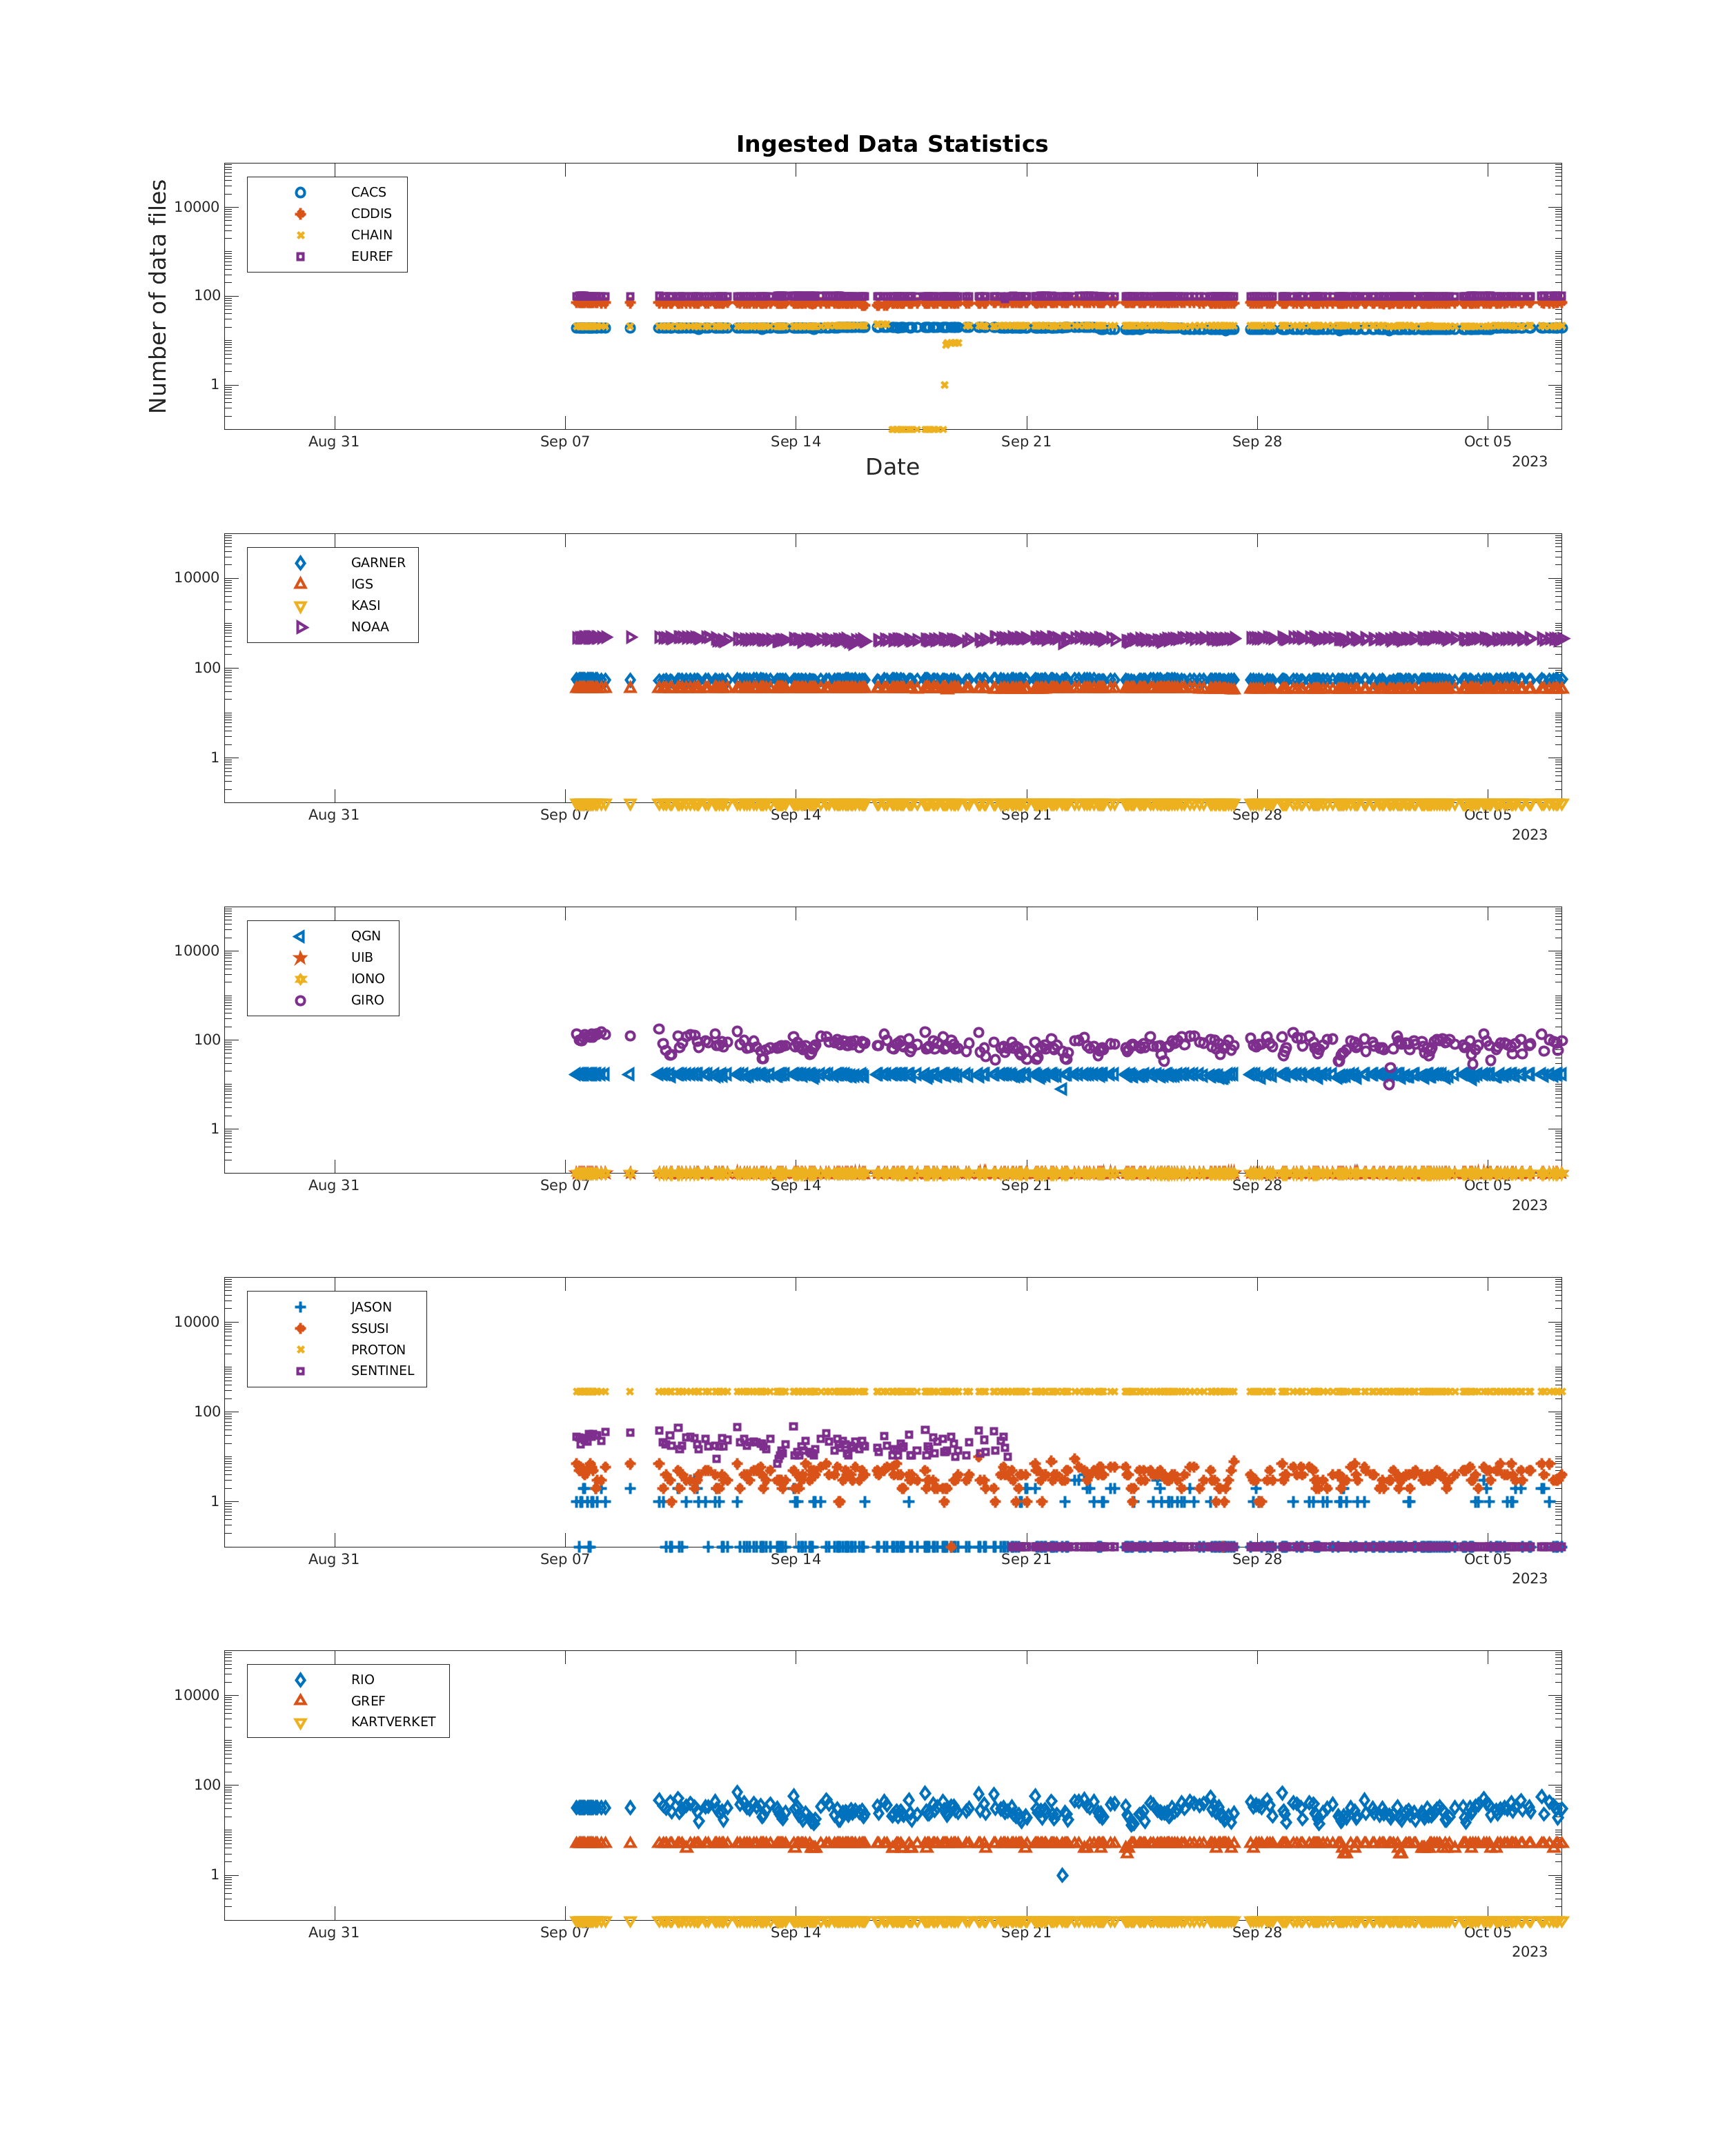 Ingested Data Statistics
Number of data files
10000
100
1
CACS
CDDIS
CHAIN
EUREF
Aug 31
Sep 07
Sep 14
Sep 21
Sep 28
Oct 05
2023
Date
10000
100
1
GARNER
IGS
KASI
NOAA
Aug 31
Sep 07
Sep 14
Sep 21
Sep 28
Oct 05
2023
10000
100
1
QGN
UIB
IONO
GIRO
Aug 31
Sep 07
Sep 14
Sep 21
Sep 28
Oct 05
2023
10000
100
1
JASON
SSUSI
PROTON
SENTINEL
Aug 31
Sep 07
Sep 14
Sep 21
Sep 28
Oct 05
2023
10000
100
1
RIO
GREF
KARTVERKET
Aug 31
Sep 07
Sep 14
Sep 21
Sep 28
Oct 05
2023